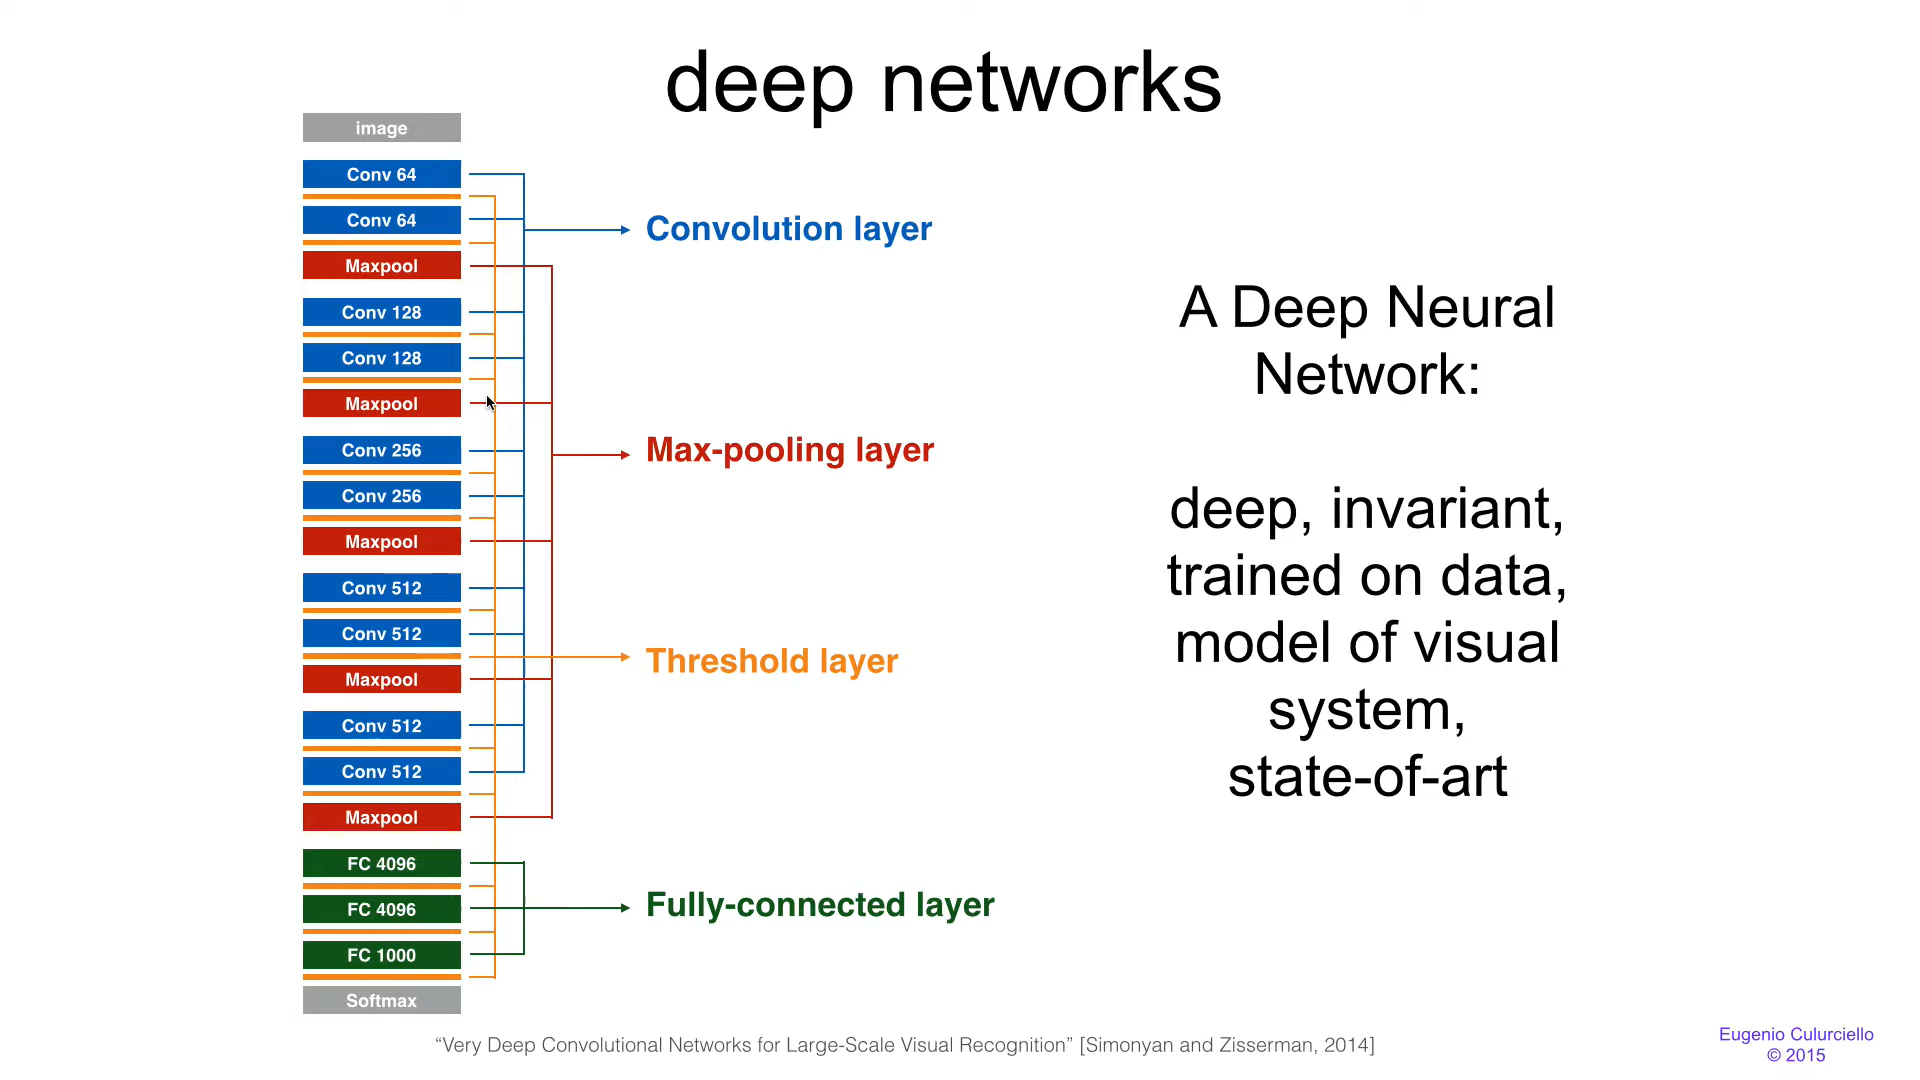 deep networks
image
Conv 64
Conv 64
Maxpool
Conv 128
Conv 128
Maxpool
Conv 256
Conv 256
Maxpool
Conv 512
Conv 512
Maxpool
Conv 512
Conv 512
Maxpool
FC 4096
FC 4096
FC 1000
Softmax
Convolution layer
Max-pooling layer
Threshold layer
Fully-connected layer
A Deep Neural
Network:
deep, invariant,
trained on data,
model of visual
system,
state-of-art
“Very Deep Convolutional Networks for Large-Scale Visual Recognition” [Simonyan and Zisserman, 2014]
Eugenio Culurciello
© 2015